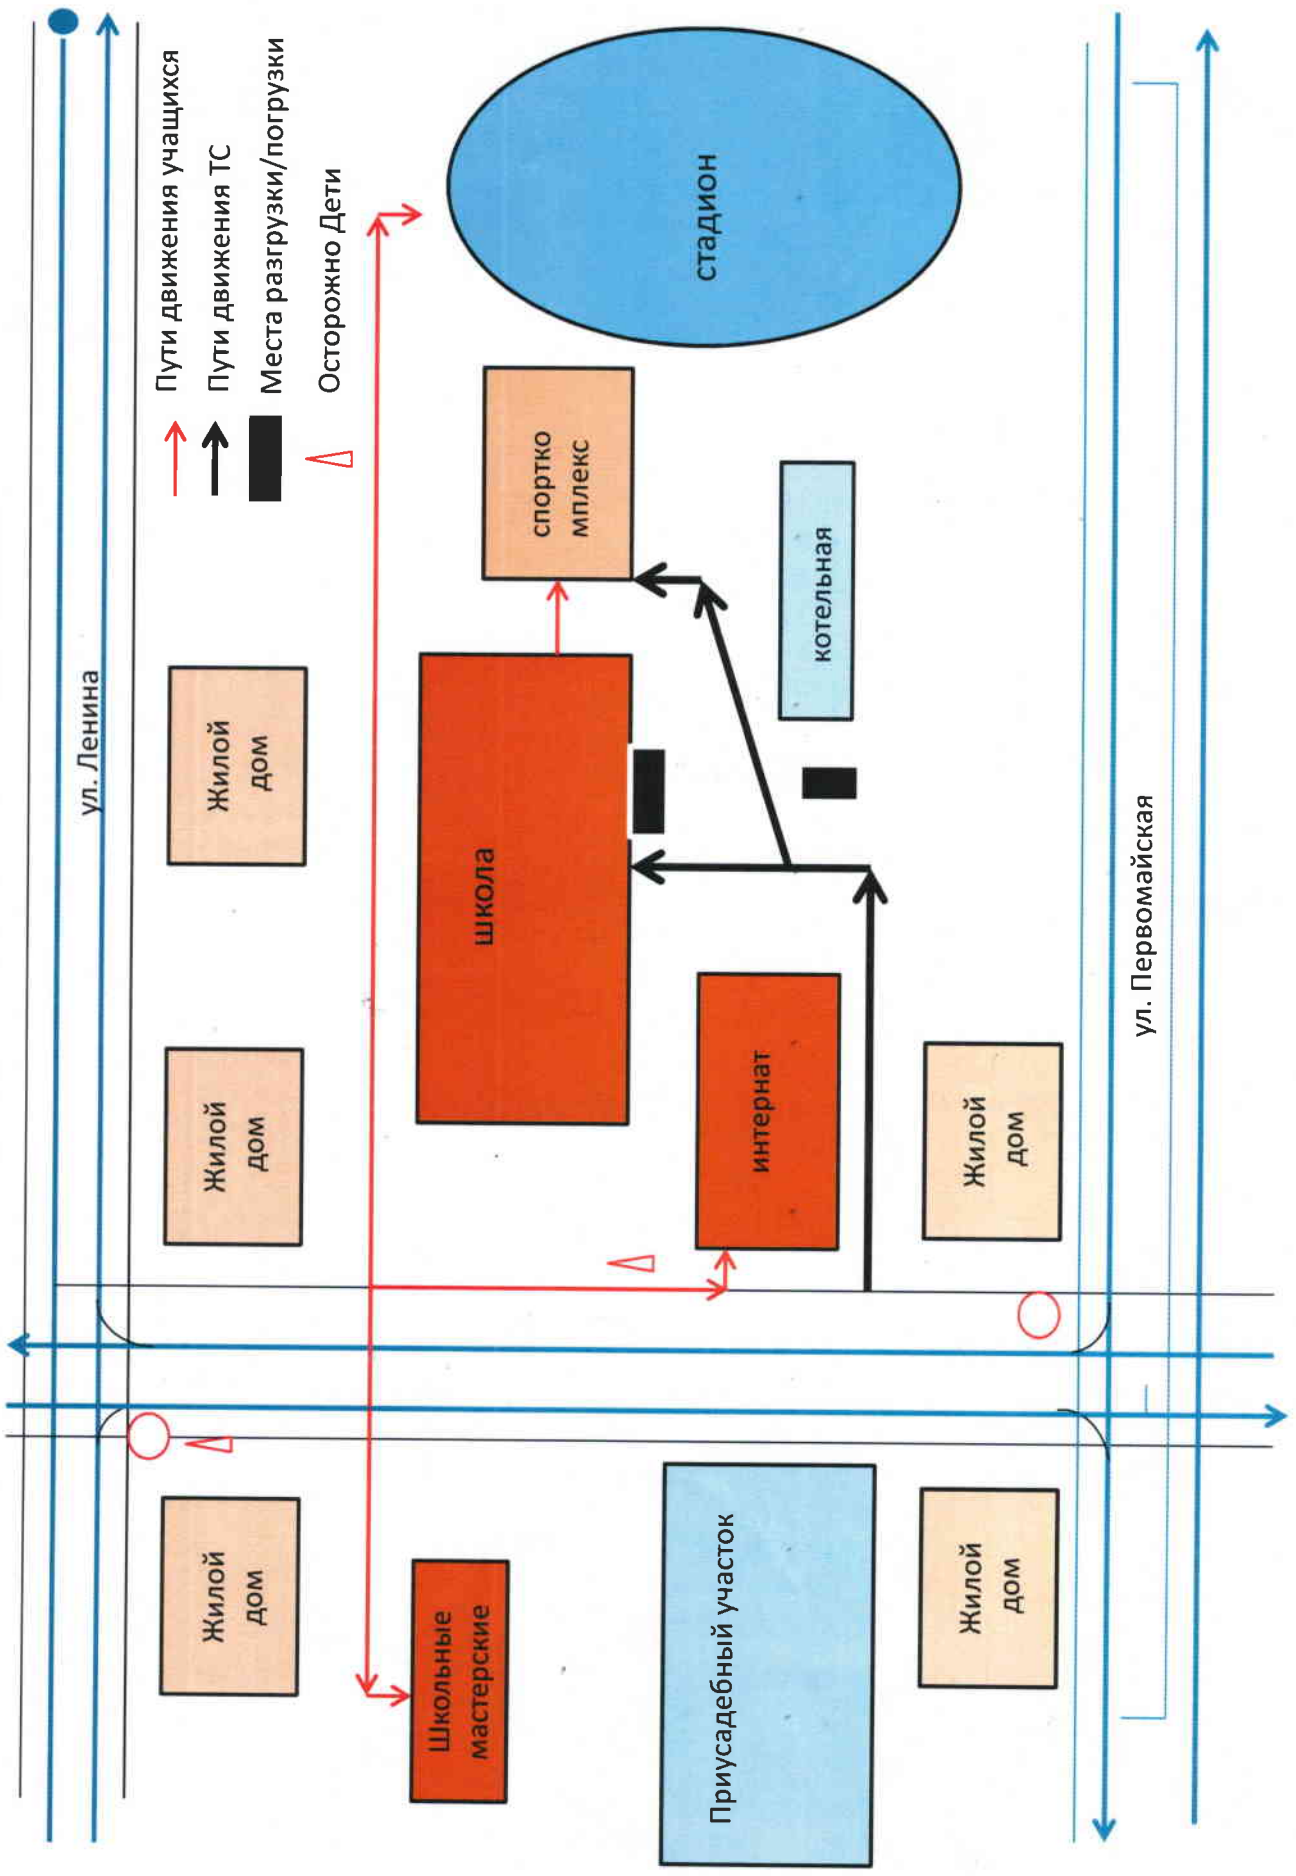 ул. Ленина
Пути движения учащихся
Пути движения ТС
Места разгрузки/погрузки
Осторожно Дети
Жилой
дом
Жилой
дом
Жилой
дом
Школьные
мастерские
школа
спортко
мплекс
стадион
Приусадебный участок
интернат
котельная
Жилой
дом
Жилой
дом
ул. Первомайская